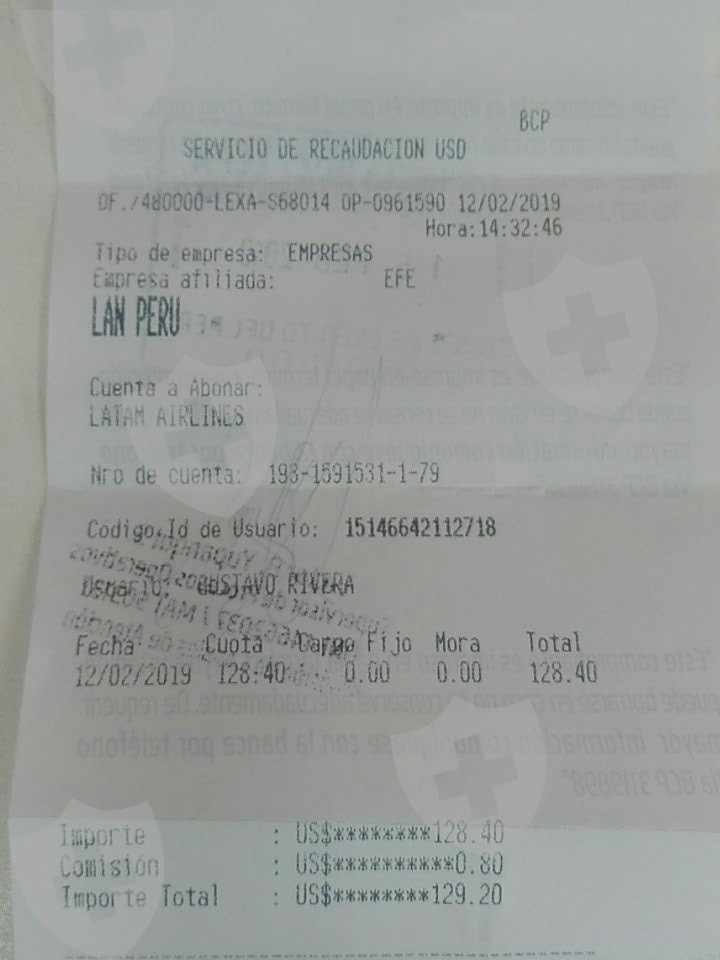 BCP
SERVICIO DE RECAUDACION USD
OF./480000-LEXA-S68014 OP-0961590 12/02/2019
Hora:14:32:46
Tipo de empresa: EMPRESAS
Empresa afiliada: EFE
LAN PERU
Cuenta a Abonar:
LATAM AIRLINES
Nro de cuenta: 193-1591531-1-79
Codigo Id de Usuario: 15146642112718
Usuario: GUSTAVO RIVERA
Fecha Cuota Cargo Fijo Mora Total
12/02/2019 128.40 0.00 0.00 128.40
Importe : US$********128.40
Comisión : US$**********0.80
Importe Total : US$********129.20